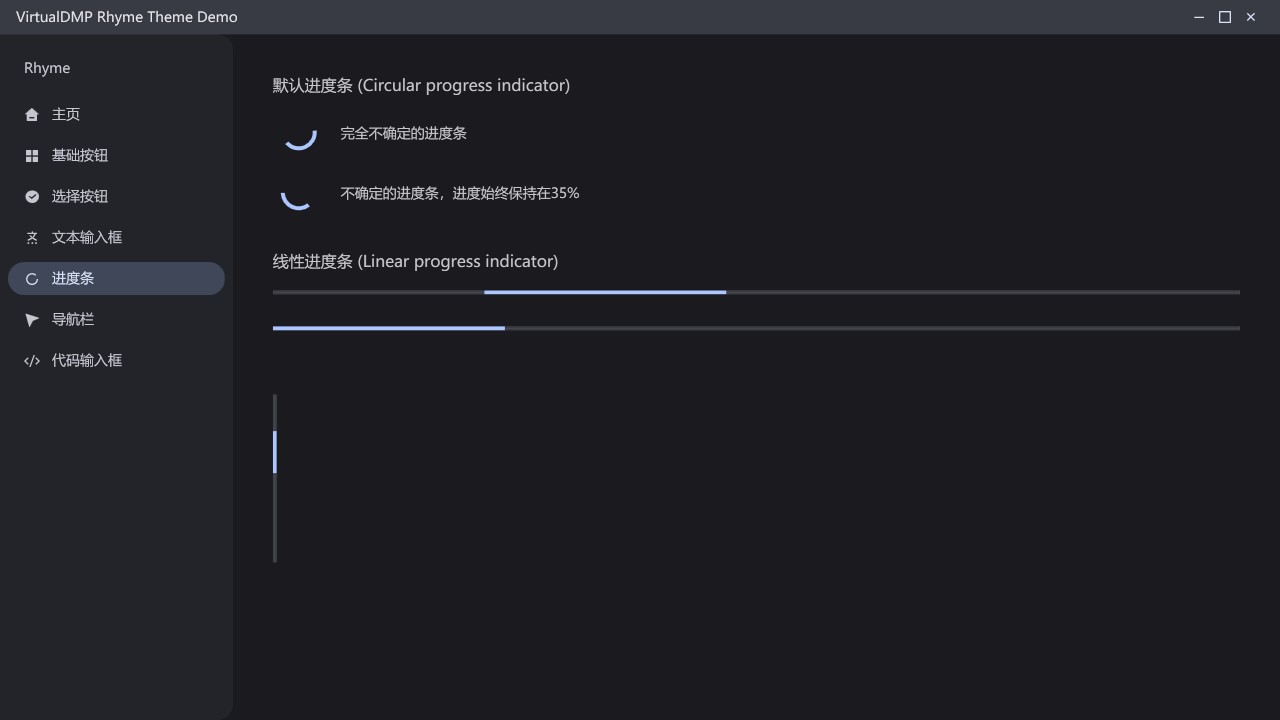 VirtualDMP Rhyme Theme Demo
Rhyme
主页
基础按钮
选择按钮
文本输入框
进度条
导航栏
代码输入框
默认进度条 (Circular progress indicator)
完全不确定的进度条
不确定的进度条，进度始终保持在35%
线性进度条 (Linear progress indicator)